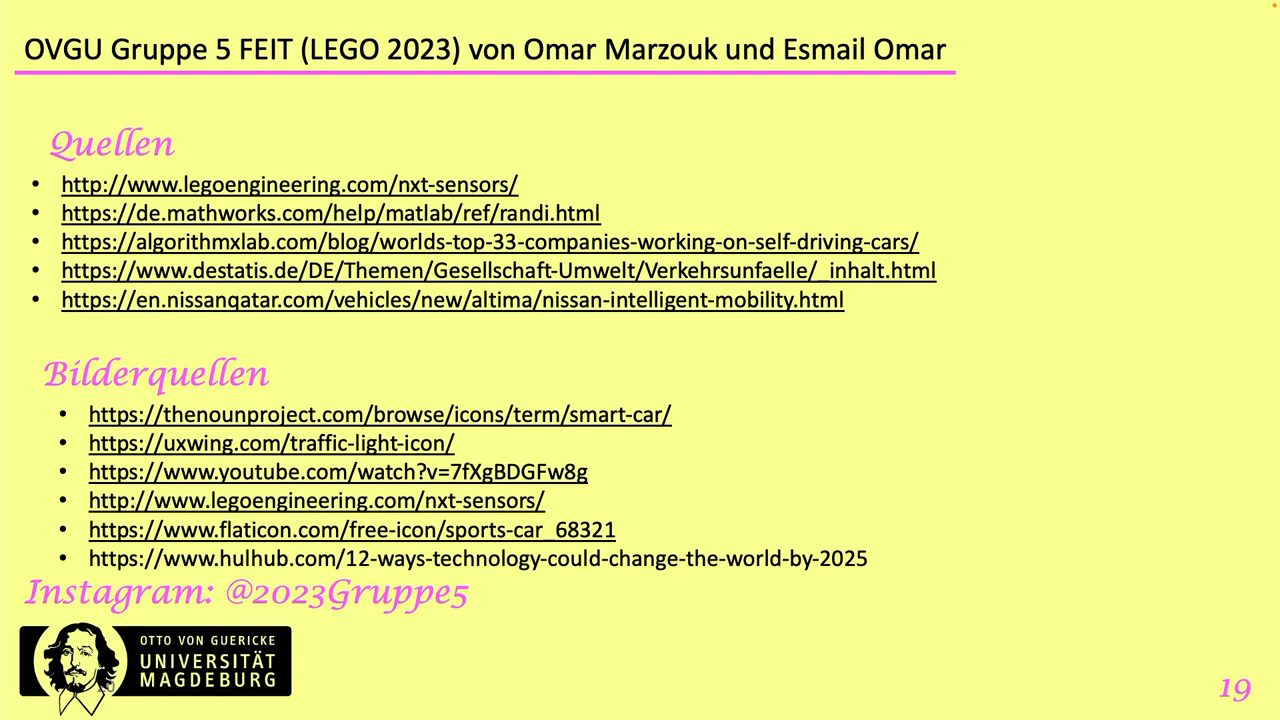 OVGU Gruppe 5 FEIT (LEGO 2023) von Omar Marzouk und Esmail Omar
Quellen
• http://www.legoengineering.com/nxt-sensors/
• https://de.mathworks.com/help/matlab/ref/randi.html
• https://algorithmxlab.com/blog/worlds-top-33-companies-working-on-self-driving-cars/
• https://www.destatis.de/DE/Themen/Gesellschaft-Umwelt/Verkehrsunfaelle/_inhalt.html
• https://en.nissanqatar.com/vehicles/new/altima/nissan-intelligent-mobility.html
Bilderquellen
• https://thenounproject.com/browse/icons/term/smart-car/
• https://uxwing.com/traffic-light-icon/
• https://www.youtube.com/watch?v=7fXgBDGFw8g
• http://www.legoengineering.com/nxt-sensors/
• https://www.flaticon.com/free-icon/sports-car_68321
• https://www.hulhub.com/12-ways-technology-could-change-the-world-by-2025
Instagram: @2023Gruppe5
OTTO VON GUERICKE
UNIVERSITÄT
MAGDEBURG
19